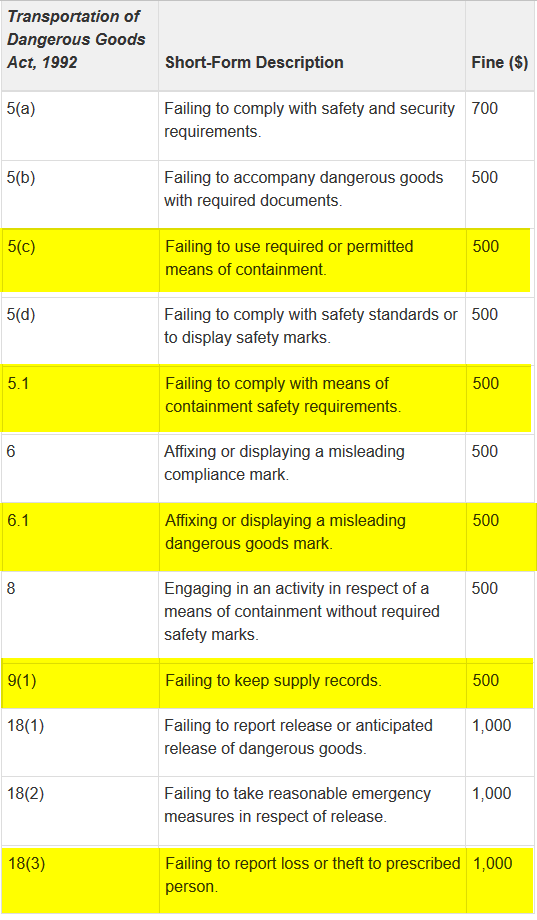 Transportation of
Dangerous Goods
Act, 1992 Short-Form Description Fine ($)
5(a) Failing to comply with safety and security 700
requirements.
5(b) Failing to accompany dangerous goods 500
with required documents.
5(c) Failing to use required or permitted 500
means of containment.
5(d) Failing to comply with safety standards or 500
to display safety marks.
5.1 Failing to comply with means of 500
containment safety requirements.
6 Affixing or displaying a misleading 500
compliance mark.
6.1 Affixing or displaying a misleading 500
dangerous goods mark.
8 Engaging in an activity in respect of a 500
means of containment without required
safety marks.
9(1) Failing to keep supply records. 500
18(1) Failing to report release or anticipated 1,000
release of dangerous goods.
18(2) Failing to take reasonable emergency 1,000
measures in respect of release.
18(3) Failing to report loss or theft to prescribed 1,000
person.